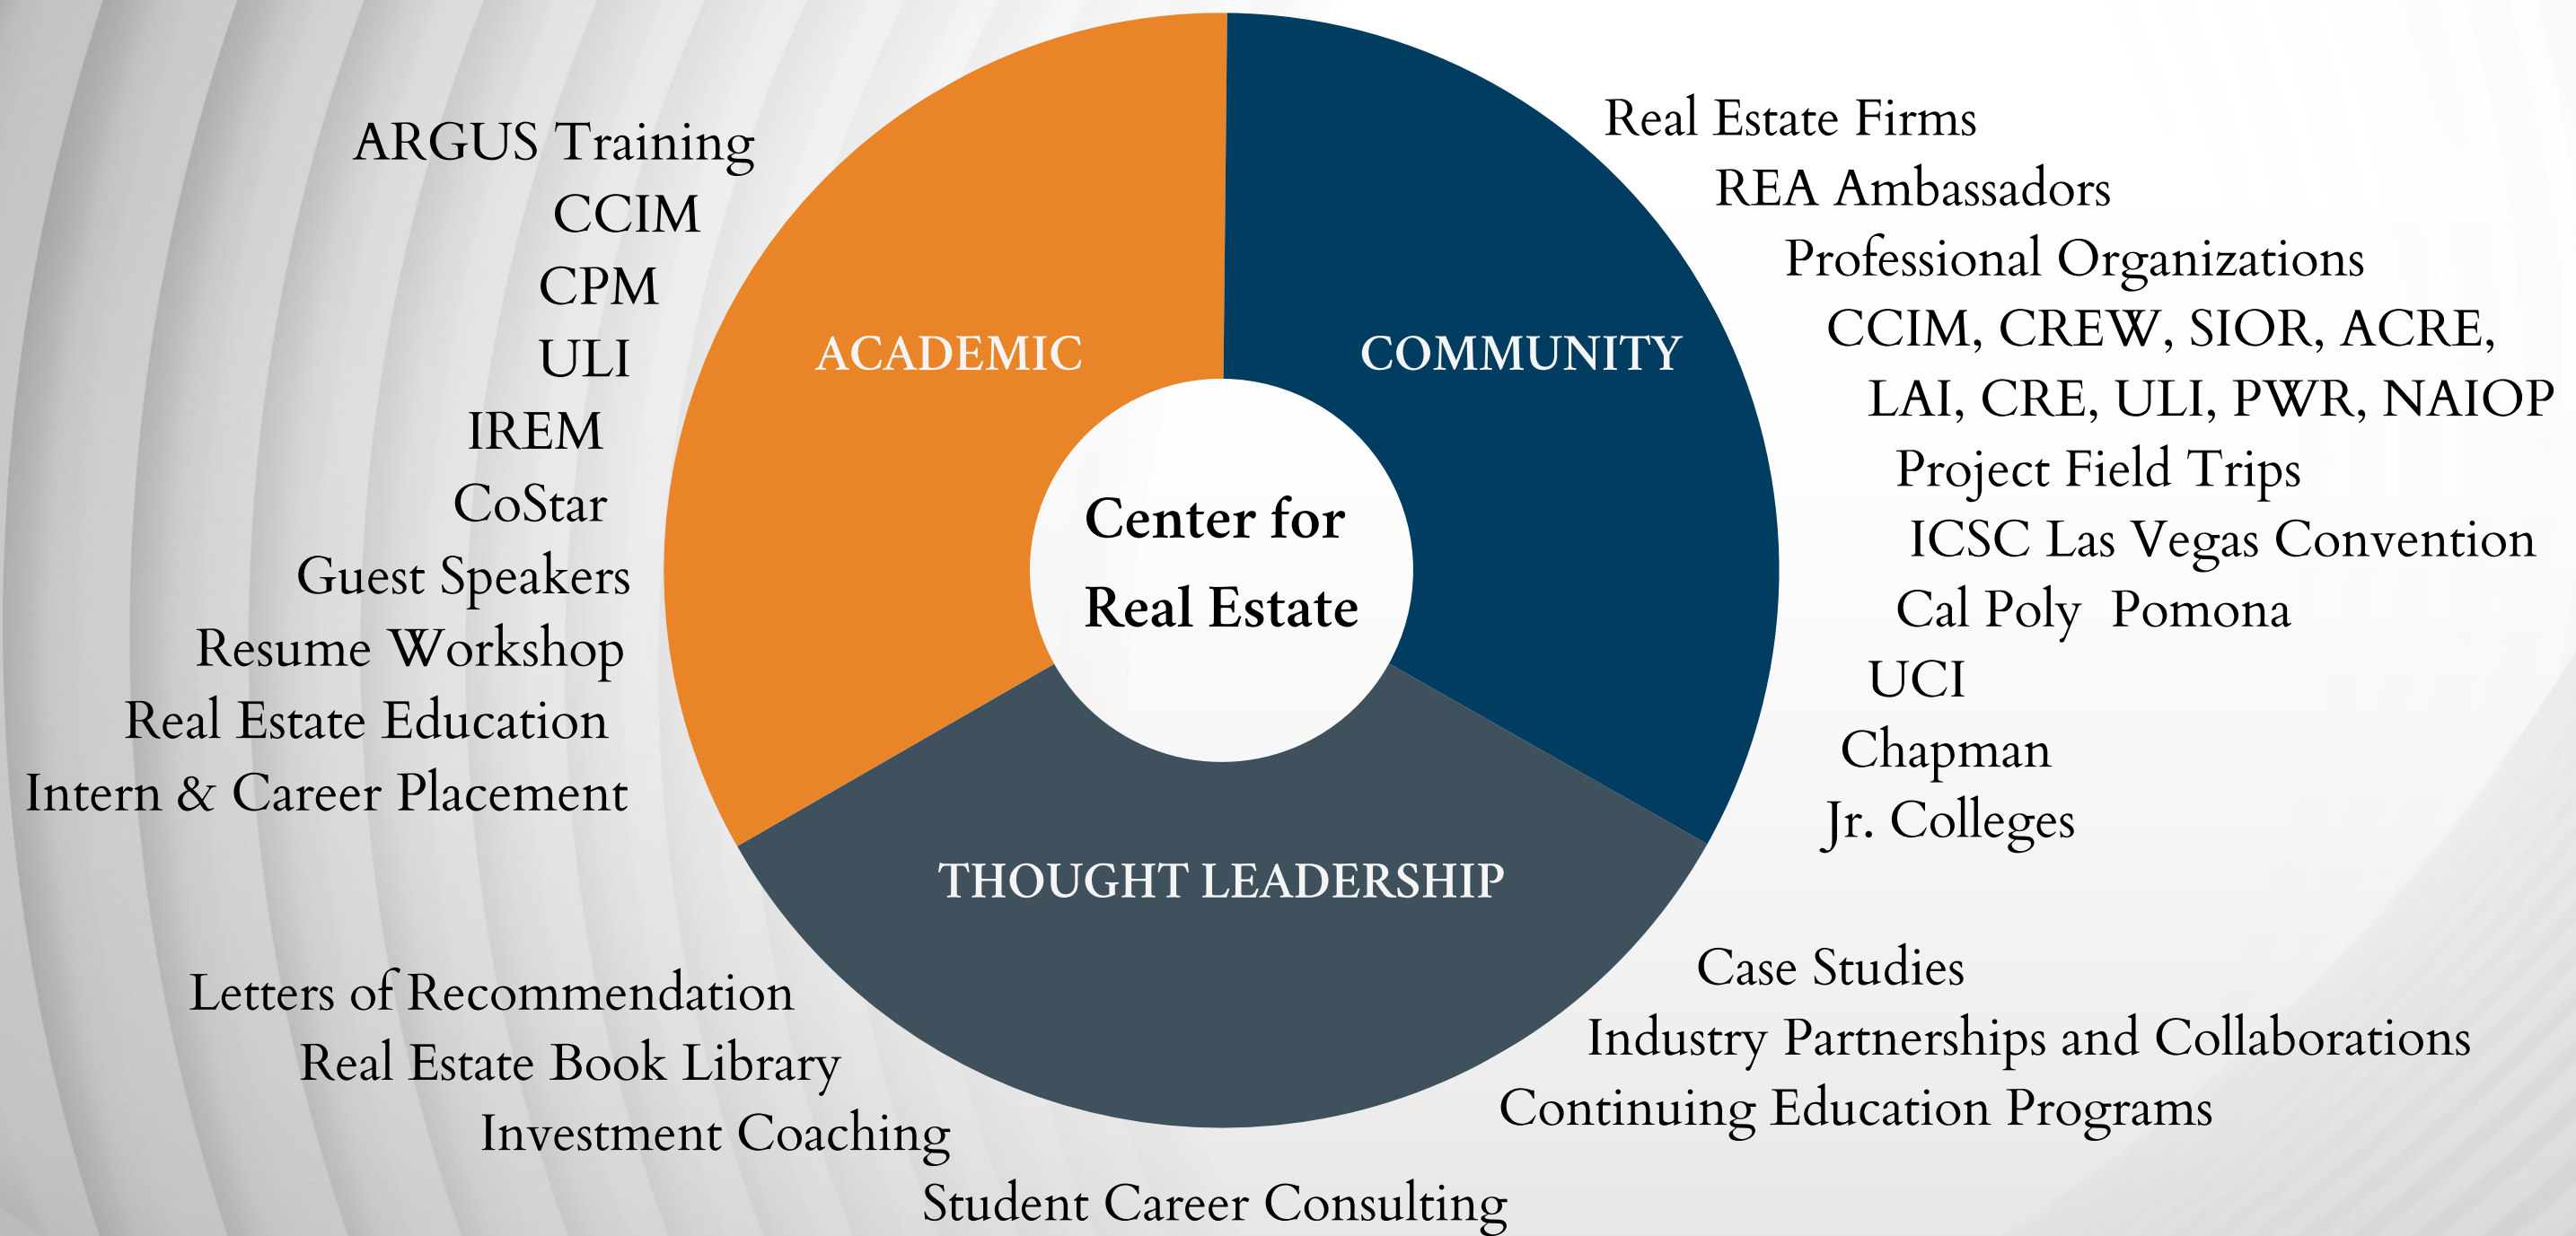 ARGUS Training
CCIM
CPM
ULI
IREM
CoStar
Guest Speakers
Resume Workshop
Real Estate Education
Intern & Career Placement
ACADEMIC
COMMUNITY
Center for
Real Estate
THOUGHT LEADERSHIP
Real Estate Firms
REA Ambassadors
Professional Organizations
CCIM, CREW, SIOR, ACRE,
LAI, CRE, ULI, PWR, NAIOP
Project Field Trips
ICSC Las Vegas Convention
Cal Poly Pomona
UCI
Chapman
Jr. Colleges
Letters of Recommendation
Real Estate Book Library
Investment Coaching
Student Career Consulting
Case Studies
Industry Partnerships and Collaborations
Continuing Education Programs